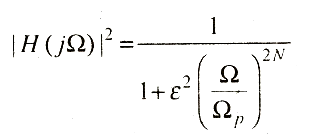 |H(jΩ)|² = 1 / (1 + ε² (Ω / Ω_p)^{2N})